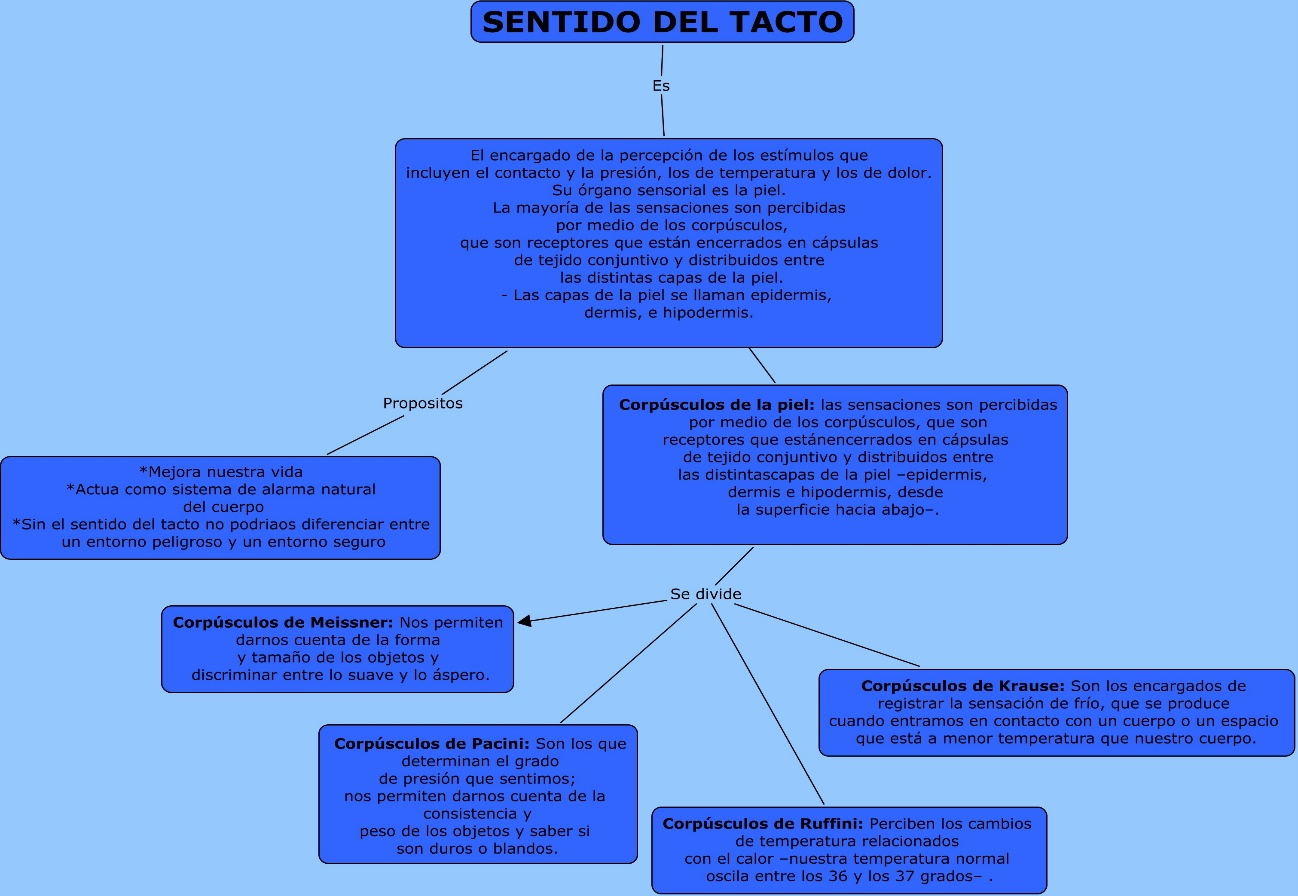 SENTIDO DEL TACTO
Es
El encargado de la percepción de los estímulos que
incluyen el contacto y la presión, los de temperatura y los de dolor.
Su órgano sensorial es la piel.
La mayoría de las sensaciones son percibidas
por medio de los corpúsculos,
que son receptores que están encerrados en cápsulas
de tejido conjuntivo y distribuidos entre
las distintas capas de la piel.
- Las capas de la piel se llaman epidermis,
dermis, e hipodermis.
Propositos
*Mejora nuestra vida
*Actua como sistema de alarma natural
del cuerpo
*Sin el sentido del tacto no podriaos diferenciar entre
un entorno peligroso y un entorno seguro
Corpúsculos de la piel: las sensaciones son percibidas
por medio de los corpúsculos, que son
receptores que estánencerrados en cápsulas
de tejido conjuntivo y distribuidos entre
las distintascapas de la piel –epidermis,
dermis e hipodermis, desde
la superficie hacia abajo–.
Se divide
Corpúsculos de Meissner: Nos permiten
darnos cuenta de la forma
y tamaño de los objetos y
discriminar entre lo suave y lo áspero.
Corpúsculos de Pacini: Son los que
determinan el grado
de presión que sentimos;
nos permiten darnos cuenta de la
consistencia y
peso de los objetos y saber si
son duros o blandos.
Corpúsculos de Ruffini: Perciben los cambios
de temperatura relacionados
con el calor –nuestra temperatura normal
oscila entre los 36 y los 37 grados– .
Corpúsculos de Krause: Son los encargados de
registrar la sensación de frío, que se produce
cuando entramos en contacto con un cuerpo o un espacio
que está a menor temperatura que nuestro cuerpo.